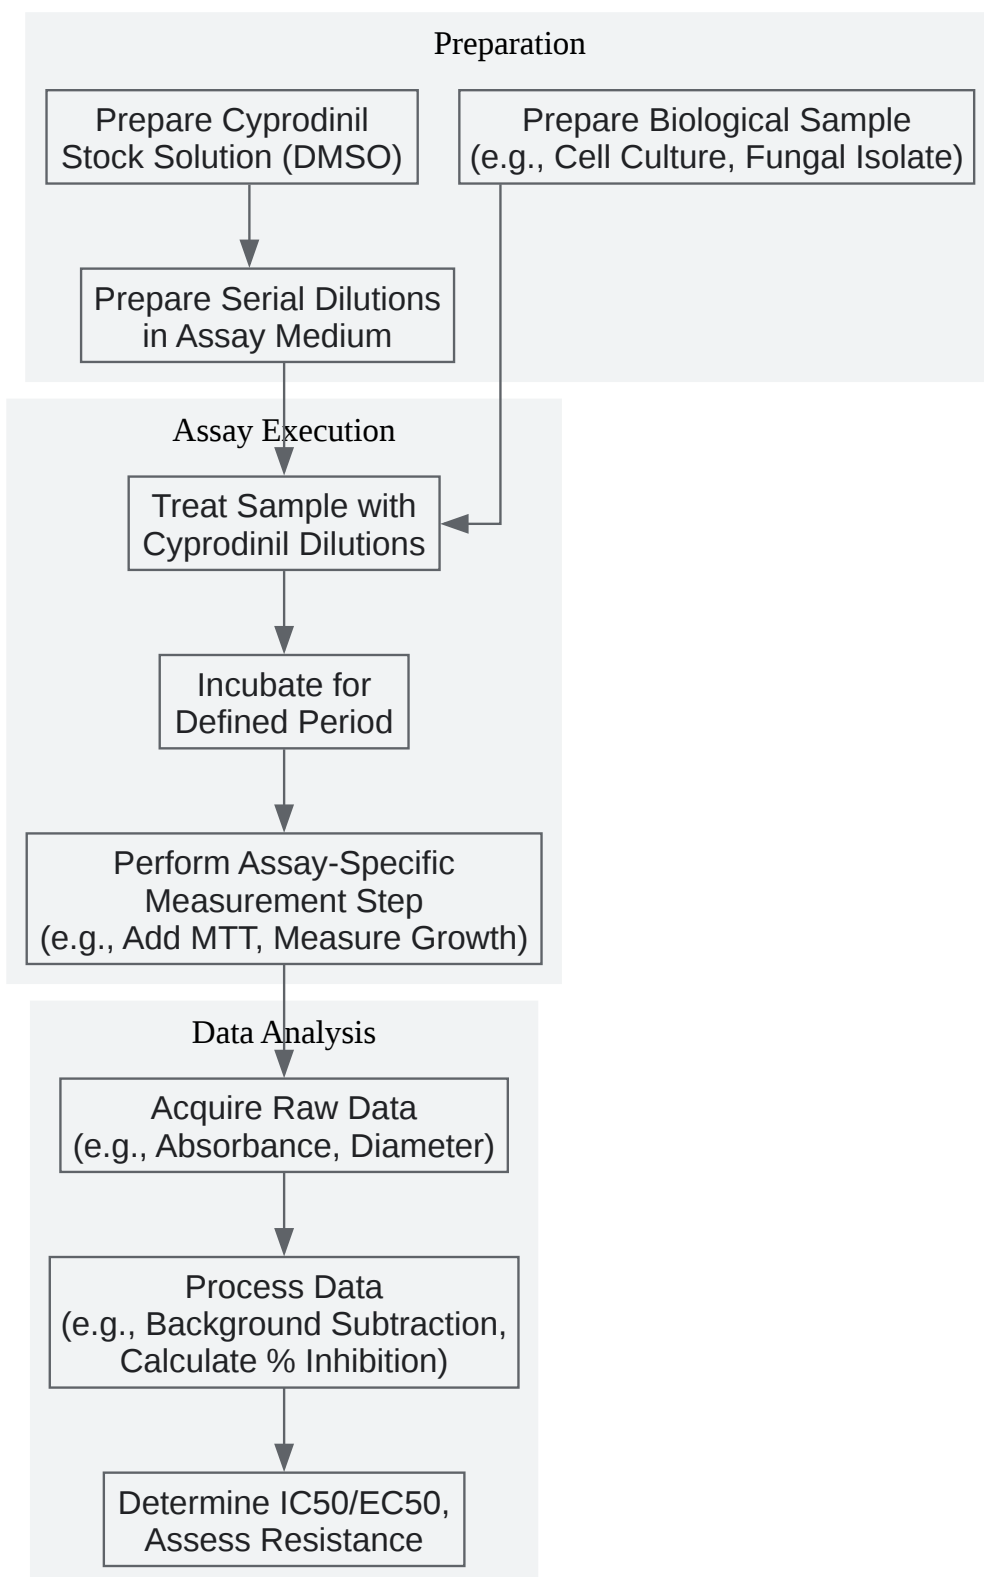 Preparation
Prepare Cyprodinil
Stock Solution (DMSO)
Prepare Biological Sample
(e.g., Cell Culture, Fungal Isolate)
Prepare Serial Dilutions
in Assay Medium
Assay Execution
Treat Sample with
Cyprodinil Dilutions
Incubate for
Defined Period
Perform Assay-Specific
Measurement Step
(e.g., Add MTT, Measure Growth)
Data Analysis
Acquire Raw Data
(e.g., Absorbance, Diameter)
Process Data
(e.g., Background Subtraction,
Calculate % Inhibition)
Determine IC50/EC50,
Assess Resistance